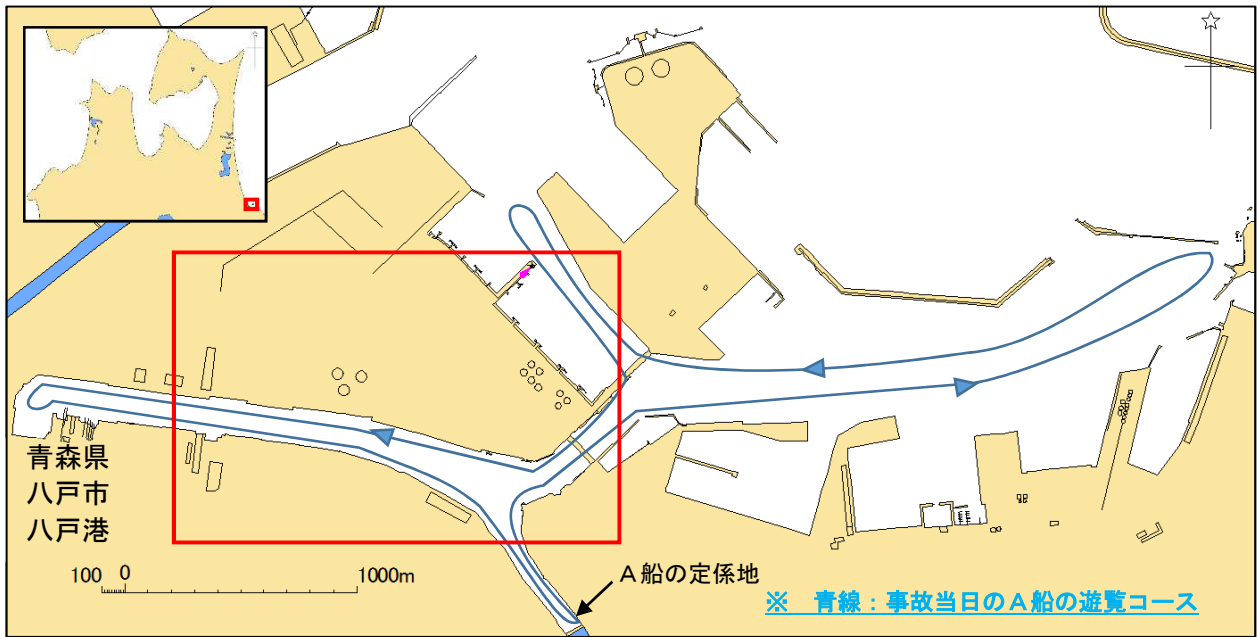 青森県
八戸市
八戸港
100 0 1000m
A船の定係地
※ 青線：事故当日のA船の遊覧コース